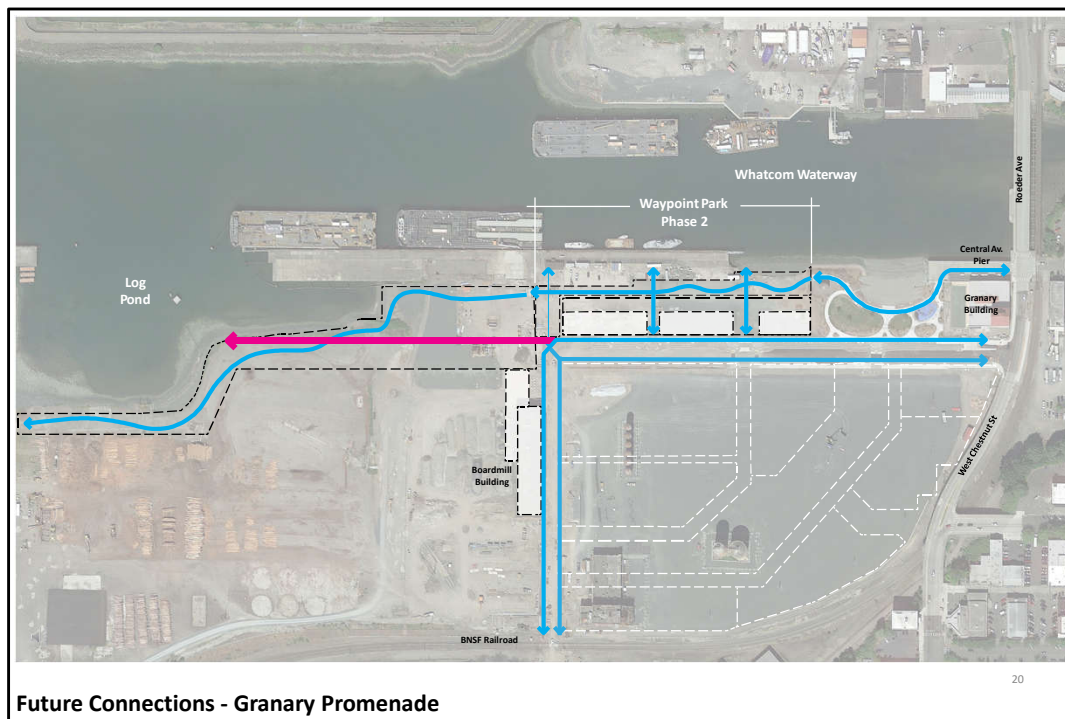 Roeder Ave
Whatcom Waterway
Waypoint Park
Phase 2
Central Av.
Pier
Log
Pond
Granary
Building
West Chestnut St
Boardmill
Building
BNSF Railroad
20
Future Connections - Granary Promenade